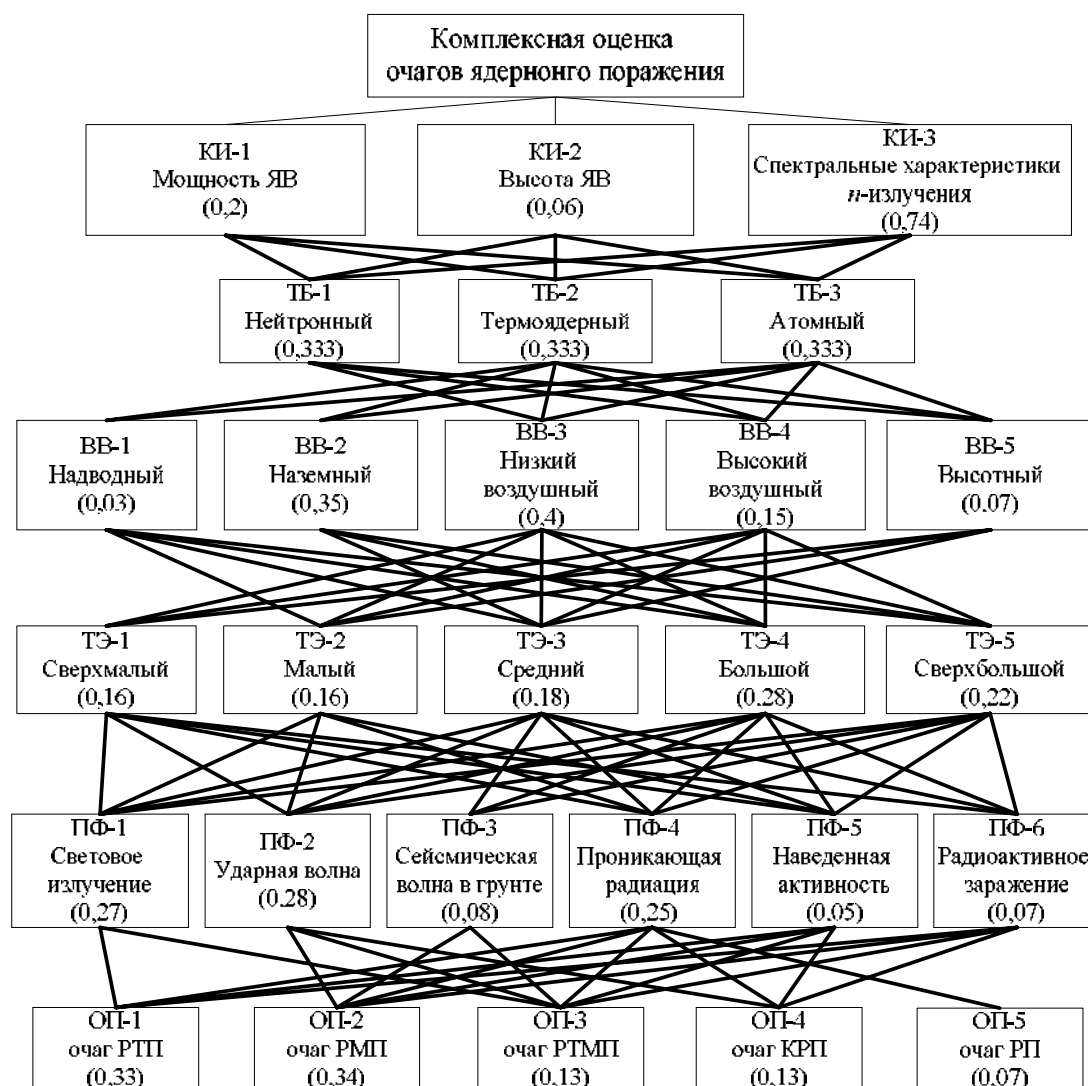 Комплексная оценка
очагов ядернонго поражения
КИ-1
Мощность ЯВ
(0,2)
КИ-2
Высота ЯВ
(0,06)
КИ-3
Спектральные характеристики
n-излучения
(0,74)
ТБ-1
Нейтронный
(0,333)
ТБ-2
Термоядерный
(0,333)
ТБ-3
Атомный
(0,333)
ВВ-1
Надводный
(0,03)
ВВ-2
Наземный
(0,35)
ВВ-3
Низкий
воздушный
(0,4)
ВВ-4
Высокий
воздушный
(0,15)
ВВ-5
Высотный
(0.07)
ТЭ-1
Сверхмалый
(0,16)
ТЭ-2
Малый
(0.16)
ТЭ-3
Средний
(0.18)
ТЭ-4
Большой
(0,28)
ТЭ-5
Сверхбольшой
(0,22)
ПФ-1
Световое
излучение
(0,27)
ПФ-2
Ударная волна
(0.28)
ПФ-3
Сейсмическая
волна в грунте
(0,08)
ПФ-4
Проникающая
радиация
(0,25)
ПФ-5
Наведенная
активность
(0.05)
ПФ-6
Радиоактивное
заражение
(0,07)
ОП-1
очаг РТП
(0,33)
ОП-2
очаг РМП
(0,34)
ОП-3
очаг РТМП
(0,13)
ОП-4
очаг КРП
(0,13)
ОП-5
очаг РП
(0,07)